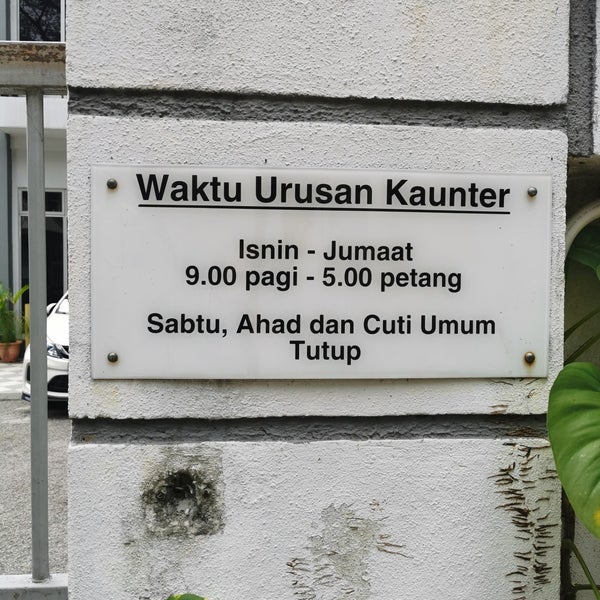 Waktu Urusan Kaunter
Isnin - Jumaat
9.00 pagi - 5.00 petang
Sabtu, Ahad dan Cuti Umum
Tutup